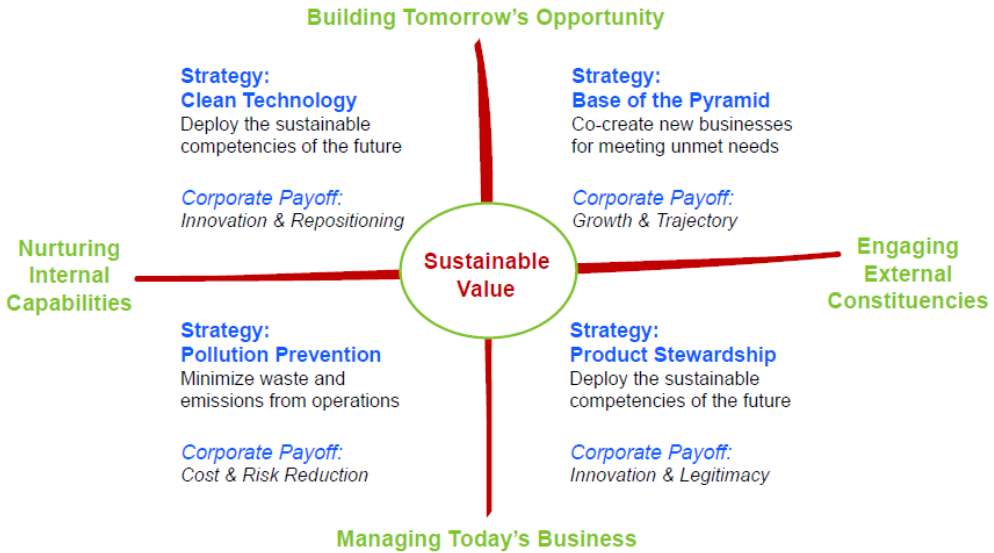 Building Tomorrow's Opportunity
Strategy:
Clean Technology
Deploy the sustainable
competencies of the future
Corporate Payoff:
Innovation & Repositioning
Strategy:
Base of the Pyramid
Co-create new businesses
for meeting unmet needs
Corporate Payoff:
Growth & Trajectory
Nurturing
Internal
Capabilities
Sustainable
Value
Engaging
External
Constituencies
Strategy:
Pollution Prevention
Minimize waste and
emissions from operations
Corporate Payoff:
Cost & Risk Reduction
Strategy:
Product Stewardship
Deploy the sustainable
competencies of the future
Corporate Payoff:
Innovation & Legitimacy
Managing Today's Business